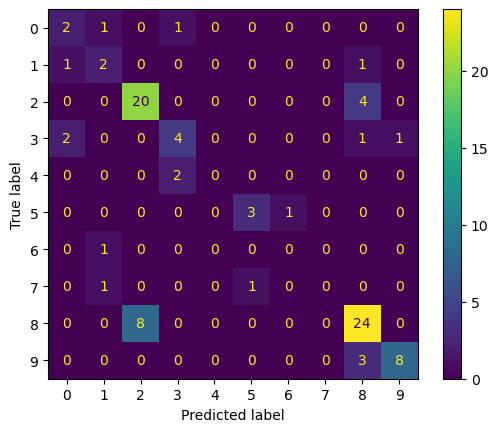 0 2 1 0 1 0 0 0 0 0 0
1 1 2 0 0 0 0 0 0 1 0
2 0 0 20 0 0 0 0 0 4 0
3 2 0 0 4 0 0 0 0 1 1
4 0 0 0 2 0 0 0 0 0 0
5 0 0 0 0 0 3 1 0 0 0
6 0 1 0 0 0 0 0 0 0 0
7 0 1 0 0 0 1 0 0 0 0
8 0 0 8 0 0 0 0 0 24 0
9 0 0 0 0 0 0 0 0 3 8
0 1 2 3 4 5 6 7 8 9
Predicted label
True label
20
15
10
5
0